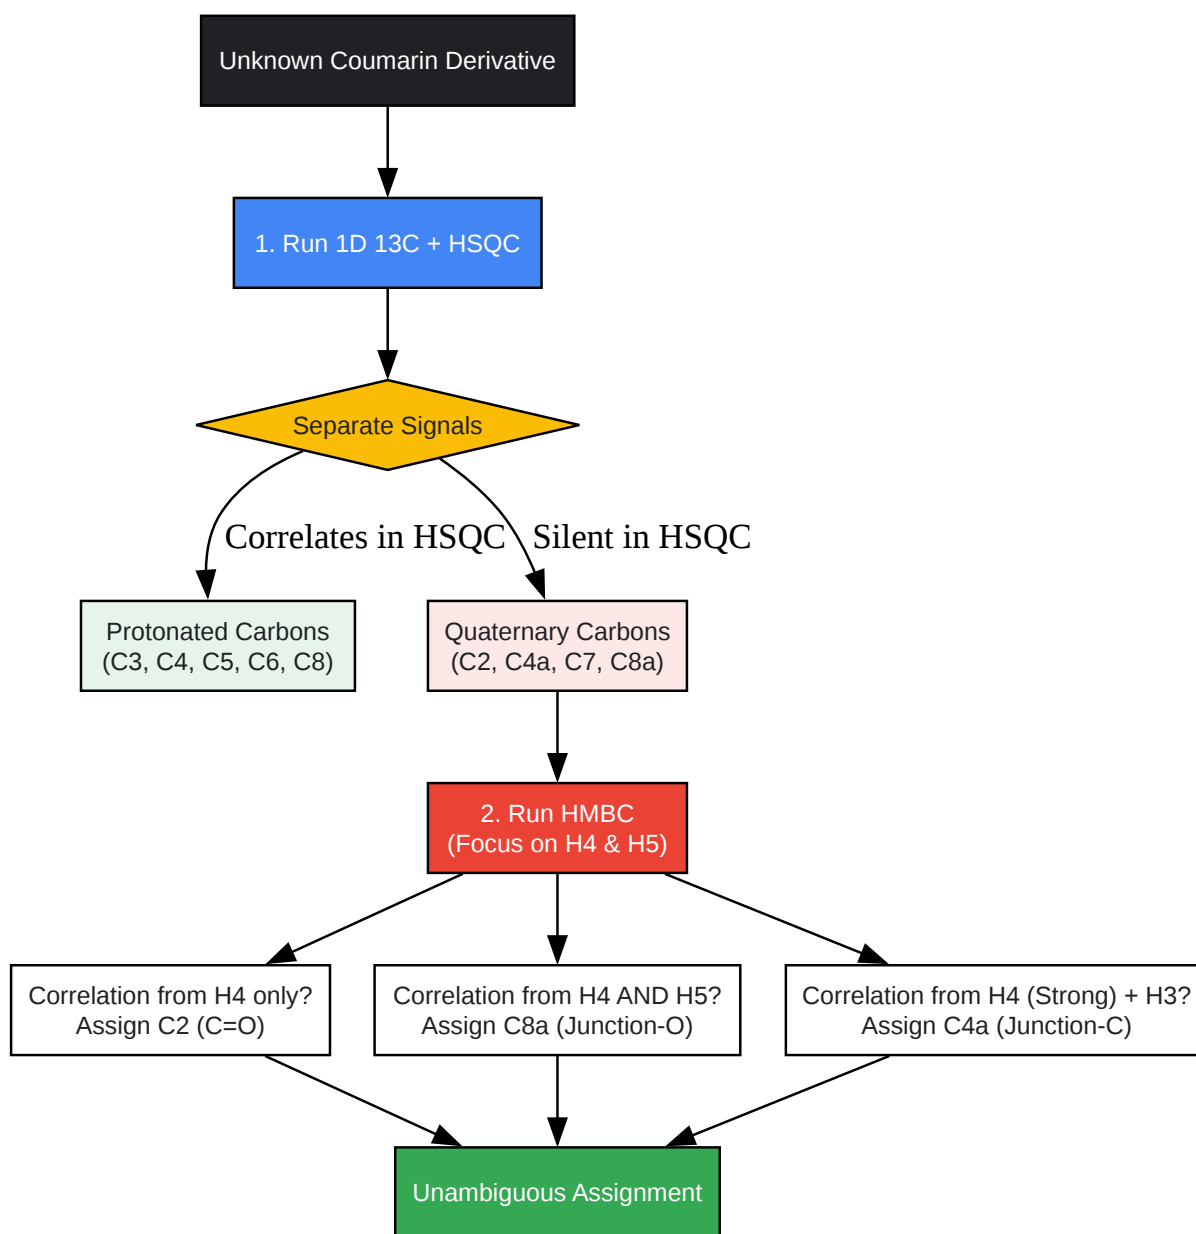 Unknown Coumarin Derivative
1. Run 1D 13C + HSQC
Separate Signals
Correlates in HSQC
Silent in HSQC
Protonated Carbons
(C3, C4, C5, C6, C8)
Quaternary Carbons
(C2, C4a, C7, C8a)
2. Run HMBC
(Focus on H4 & H5)
Correlation from H4 only?
Assign C2 (C=O)
Correlation from H4 AND H5?
Assign C8a (Junction-O)
Correlation from H4 (Strong) + H3?
Assign C4a (Junction-C)
Unambiguous Assignment